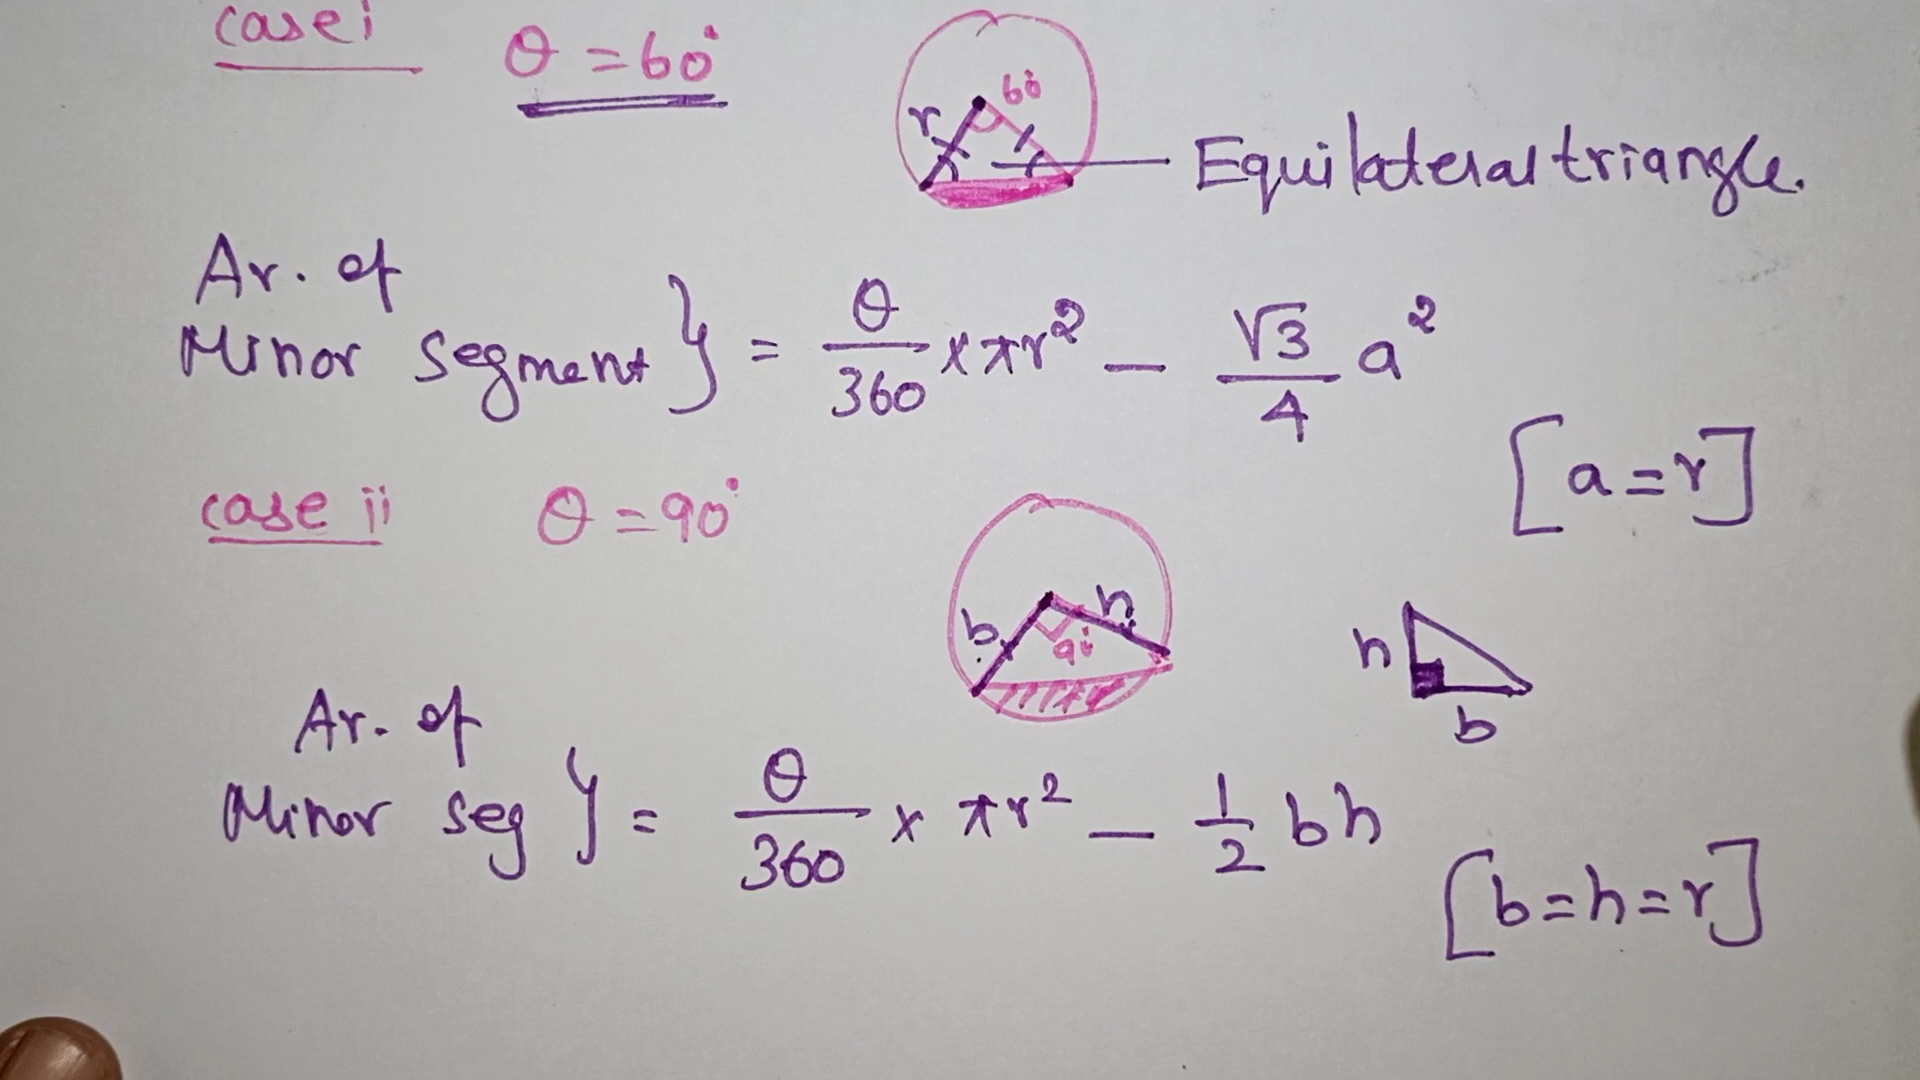 case i θ = 60°
60°
r
Equilateral triangle.
Ar. of
Minor segment } = θ/360 × πr² − √3/4 a²
[a = r]
case ii θ = 90°
b h
90°
h
b
Ar. of
Minor seg } = θ/360 × πr² − 1/2 bh
[b = h = r]